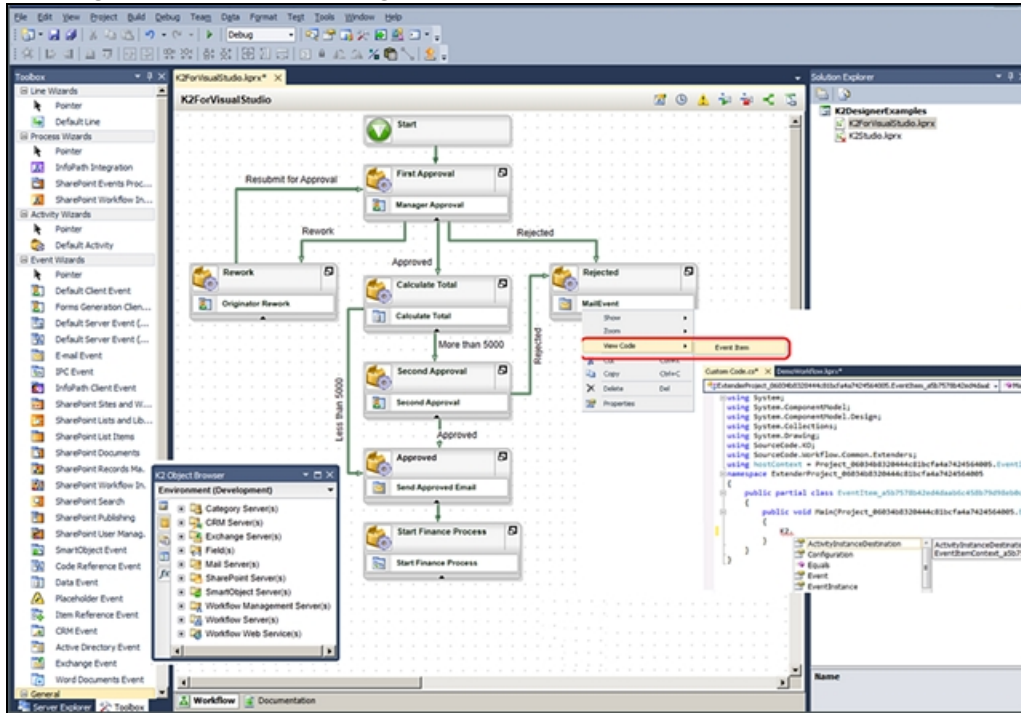 File Edit View Project Build Debug Team Data Format Test Tools Window Help
Debug
Toolbox
Line Wizards
Pointer
Default Line
Process Wizards
Pointer
InfoPath Integration
SharePoint Events Proc...
SharePoint Workflow In...
Activity Wizards
Pointer
Default Activity
Event Wizards
Pointer
Default Client Event
Forms Generation Clien...
Default Server Event (...
Default Server Event (...
E-mail Event
IPC Event
InfoPath Client Event
SharePoint Sites and W...
SharePoint Lists and Lib...
SharePoint List Items
SharePoint Documents
SharePoint Records Ma.
SharePoint Workflow In.
SharePoint Search
SharePoint Publishing
SharePoint User Manag.
SmartObject Event
Code Reference Event
Data Event
Placeholder Event
Item Reference Event
CRM Event
Active Directory Event
Exchange Event
Word Documents Event
General
Server Explorer Toolbox
K2ForVisualStudio.kprx*
K2ForVisualStudio
Start
First Approval
Manager Approval
Resubmit for Approval
Rework
Approved
Rejected
Rework
Originator Rework
Calculate Total
Calculate Total
Rejected
MailEvent
More than 5000
Less than 5000
Rejected
Second Approval
Second Approval
Approved
Approved
Send Approved Email
Start Finance Process
Start Finance Process
Show
Zoom
View Code
Event Item
Cut
Copy Ctrl+C
Delete Del
Properties
K2 Object Browser
Environment (Development)
Category Server(s)
CRM Server(s)
Exchange Server(s)
Field(s)
Mail Server(s)
SharePoint Server(s)
SmartObject Server(s)
Workflow Management Server(s)
Workflow Server(s)
Workflow Web Service(s)
Workflow Documentation
Solution Explorer
K2DesignerExamples
K2ForVisualStudio.kprx
K2Studio.kprx
Custom Code.cs* DemoWorkflow.kprx*
using System;
using System.ComponentModel;
using System.ComponentModel.Design;
using System.Collections;
using System.Drawing;
using SourceCode.KO;
using SourceCode.Workflow.Common.Extenders;
using hostContext =
{
public partial class
{
public void
{
K2.
}
}
}
ActivityInstanceDestination
Configuration
Equals
Event
EventInstance
Name